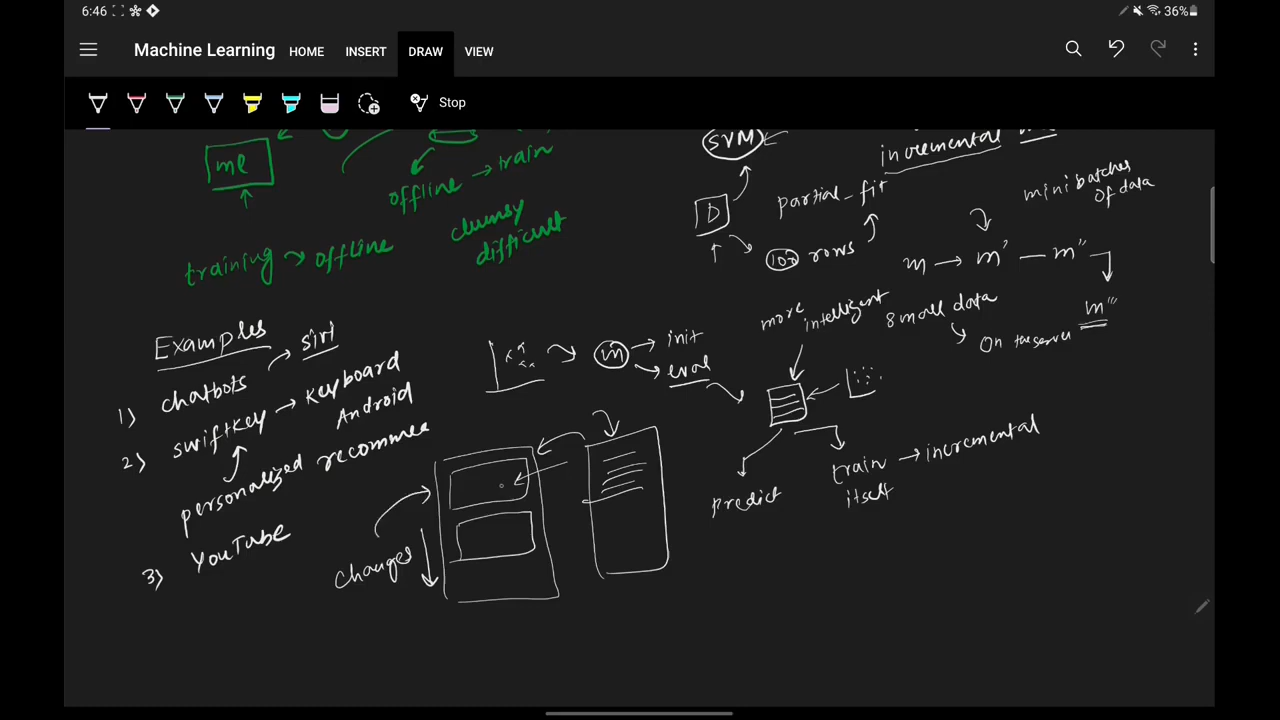 6:46
36%
Machine Learning
HOME
INSERT
DRAW
VIEW
Stop
me
offline → train
clumsy
difficult
training → offline
SVM
incremental
partial_fit
mini batches
of data
D
100 rows
m → m' — m''
m'''
more
intelligent
small data
On the server
Examples
1) chatbots → siri
2) swiftkey → keyboard
Android
personalized recommen
3) YouTube
changes
m → init
→ eval
predict
train → incremental
itself